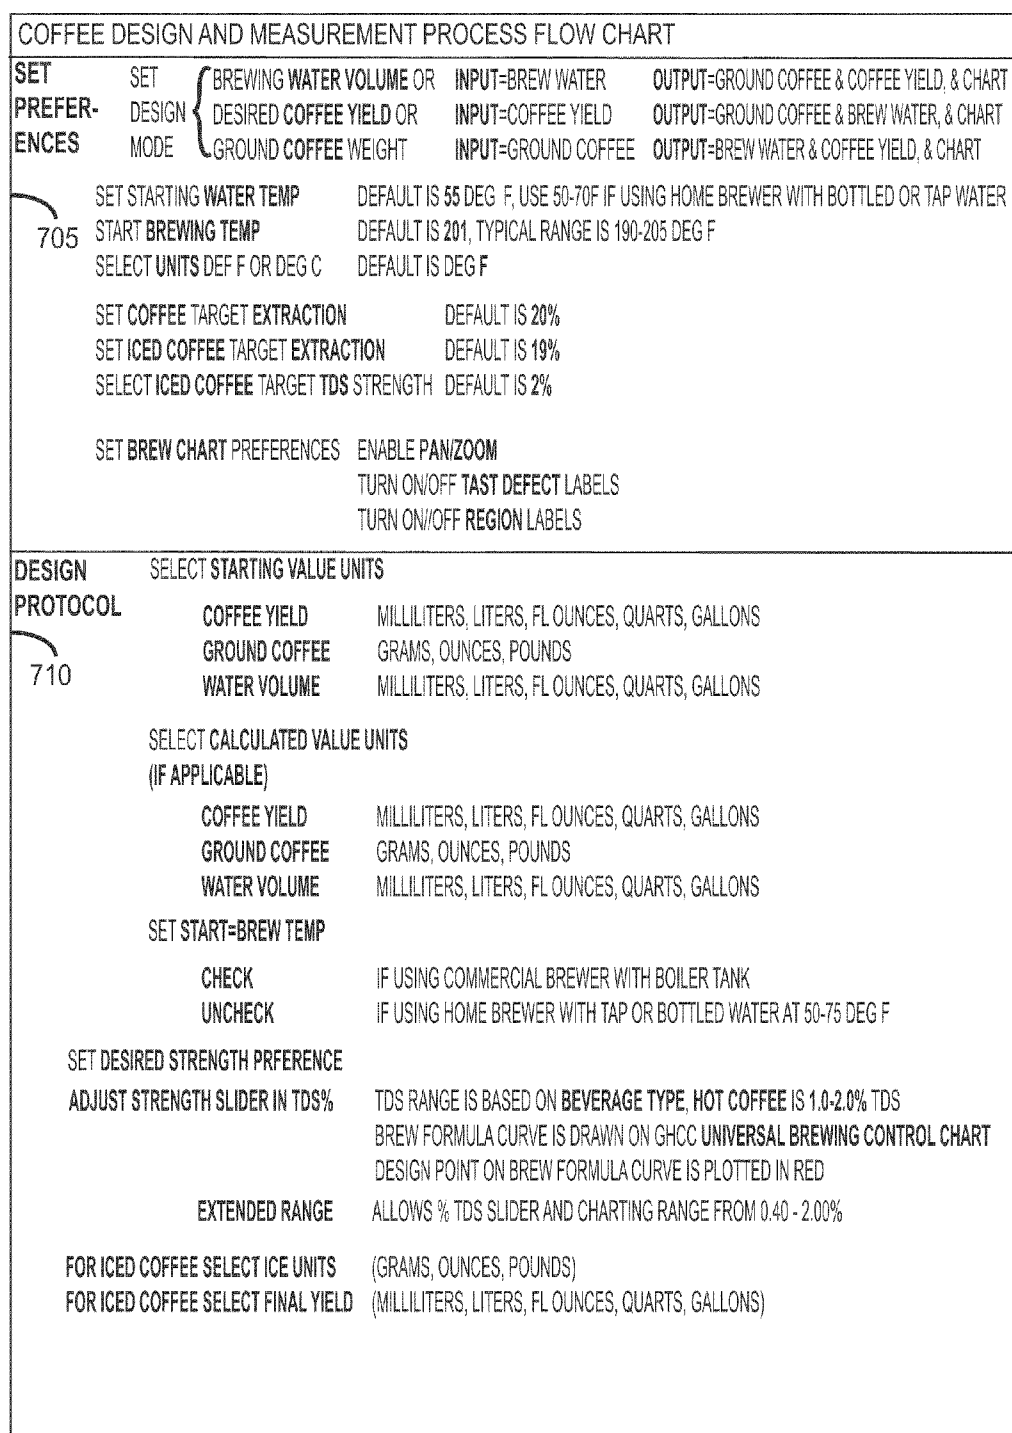 COFFEE DESIGN AND MEASUREMENT PROCESS FLOW CHART
SET PREFER-ENCES
SET DESIGN MODE
BREWING WATER VOLUME OR INPUT=BREW WATER OUTPUT=GROUND COFFEE & COFFEE YIELD, & CHART
DESIRED COFFEE YIELD OR INPUT=COFFEE YIELD OUTPUT=GROUND COFFEE & BREW WATER, & CHART
GROUND COFFEE WEIGHT INPUT=GROUND COFFEE OUTPUT=BREW WATER & COFFEE YIELD, & CHART
SET STARTING WATER TEMP DEFAULT IS 55 DEG F, USE 50-70F IF USING HOME BREWER WITH BOTTLED OR TAP WATER
705 START BREWING TEMP DEFAULT IS 201, TYPICAL RANGE IS 190-205 DEG F
SELECT UNITS DEF F OR DEG C DEFAULT IS DEG F
SET COFFEE TARGET EXTRACTION DEFAULT IS 20%
SET ICED COFFEE TARGET EXTRACTION DEFAULT IS 19%
SELECT ICED COFFEE TARGET TDS STRENGTH DEFAULT IS 2%
SET BREW CHART PREFERENCES ENABLE PAN/ZOOM
TURN ON/OFF TAST DEFECT LABELS
TURN ON//OFF REGION LABELS
DESIGN PROTOCOL
710
SELECT STARTING VALUE UNITS
COFFEE YIELD MILLILITERS, LITERS, FL OUNCES, QUARTS, GALLONS
GROUND COFFEE GRAMS, OUNCES, POUNDS
WATER VOLUME MILLILITERS, LITERS, FL OUNCES, QUARTS, GALLONS
SELECT CALCULATED VALUE UNITS
(IF APPLICABLE)
COFFEE YIELD MILLILITERS, LITERS, FL OUNCES, QUARTS, GALLONS
GROUND COFFEE GRAMS, OUNCES, POUNDS
WATER VOLUME MILLILITERS, LITERS, FL OUNCES, QUARTS, GALLONS
SET START=BREW TEMP
CHECK IF USING COMMERCIAL BREWER WITH BOILER TANK
UNCHECK IF USING HOME BREWER WITH TAP OR BOTTLED WATER AT 50-75 DEG F
SET DESIRED STRENGTH PRFERENCE
ADJUST STRENGTH SLIDER IN TDS% TDS RANGE IS BASED ON BEVERAGE TYPE, HOT COFFEE IS 1.0-2.0% TDS
BREW FORMULA CURVE IS DRAWN ON GHCC UNIVERSAL BREWING CONTROL CHART
DESIGN POINT ON BREW FORMULA CURVE IS PLOTTED IN RED
EXTENDED RANGE ALLOWS % TDS SLIDER AND CHARTING RANGE FROM 0.40 - 2.00%
FOR ICED COFFEE SELECT ICE UNITS (GRAMS, OUNCES, POUNDS)
FOR ICED COFFEE SELECT FINAL YIELD (MILLILITERS, LITERS, FL OUNCES, QUARTS, GALLONS)